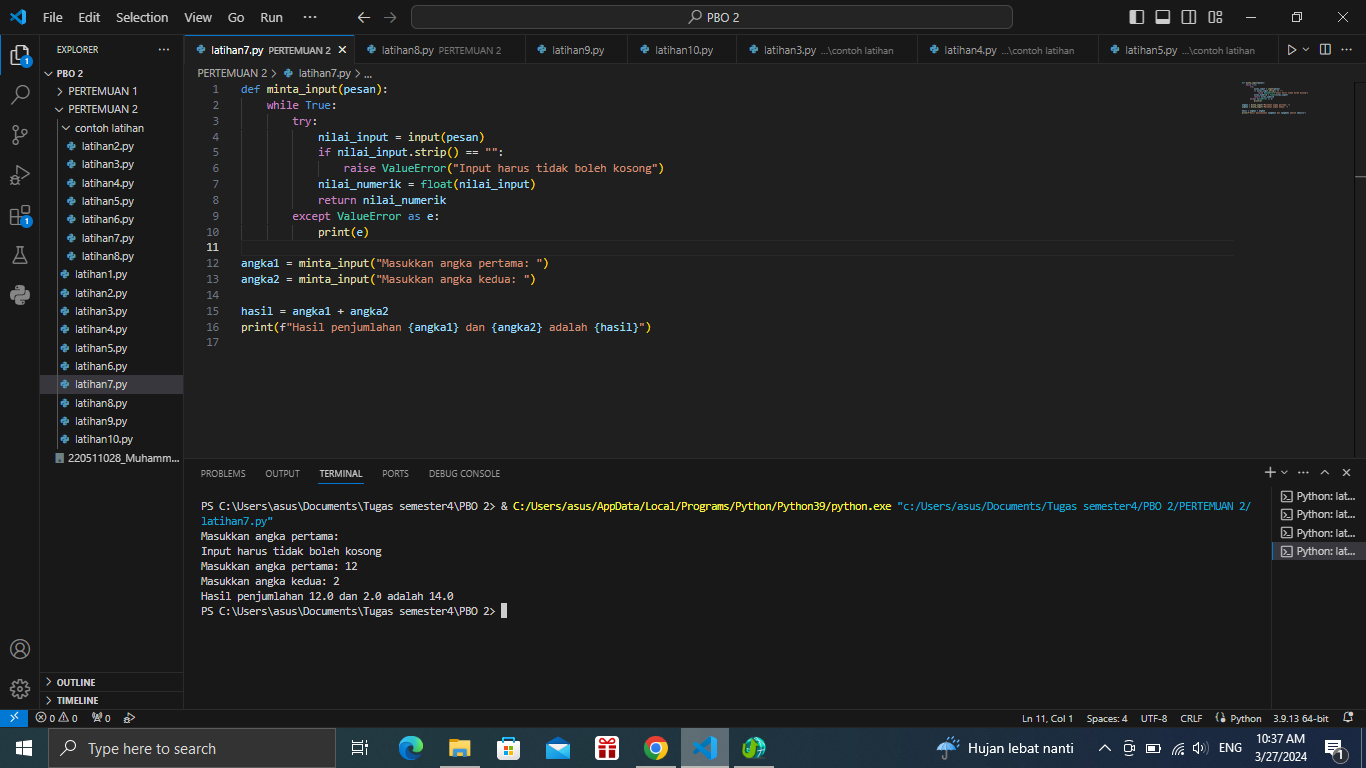 File Edit Selection View Go Run ··· PBO 2
EXPLORER ···
latihan7.py PERTEMUAN 2 latihan8.py PERTEMUAN 2 latihan9.py latihan10.py latihan3.py ...\contoh latihan latihan4.py ...\contoh latihan latihan5.py ...\contoh latihan
PBO 2
PERTEMUAN 1
PERTEMUAN 2
contoh latihan
latihan2.py
latihan3.py
latihan4.py
latihan5.py
latihan6.py
latihan7.py
latihan8.py
latihan1.py
latihan2.py
latihan3.py
latihan4.py
latihan5.py
latihan6.py
latihan7.py
latihan8.py
latihan9.py
latihan10.py
220511028_Muhamm...
OUTLINE
TIMELINE
PERTEMUAN 2 > latihan7.py > ...
1 def minta_input(pesan):
2     while True:
3         try:
4             nilai_input = input(pesan)
5             if nilai_input.strip() == "":
6                 raise ValueError("Input harus tidak boleh kosong")
7             nilai_numerik = float(nilai_input)
8             return nilai_numerik
9         except ValueError as e:
10             print(e)
11
12 angka1 = minta_input("Masukkan angka pertama: ")
13 angka2 = minta_input("Masukkan angka kedua: ")
14
15 hasil = angka1 + angka2
16 print(f"Hasil penjumlahan {angka1} dan {angka2} adalah {hasil}")
17
PROBLEMS OUTPUT TERMINAL PORTS DEBUG CONSOLE
PS C:\Users\asus\Documents\Tugas semester4\PBO 2> & C:/Users/asus/AppData/Local/Programs/Python/Python39/python.exe "c:/Users/asus/Documents/Tugas semester4/PBO 2/PERTEMUAN 2/
latihan7.py"
Masukkan angka pertama:
Input harus tidak boleh kosong
Masukkan angka pertama: 12
Masukkan angka kedua: 2
Hasil penjumlahan 12.0 dan 2.0 adalah 14.0
PS C:\Users\asus\Documents\Tugas semester4\PBO 2>
Python: lat...
Python: lat...
Python: lat...
Python: lat...
0 0 0 Ln 11, Col 1 Spaces: 4 UTF-8 CRLF Python 3.9.13 64-bit
Type here to search Hujan lebat nanti ENG
10:37 AM
3/27/2024
1